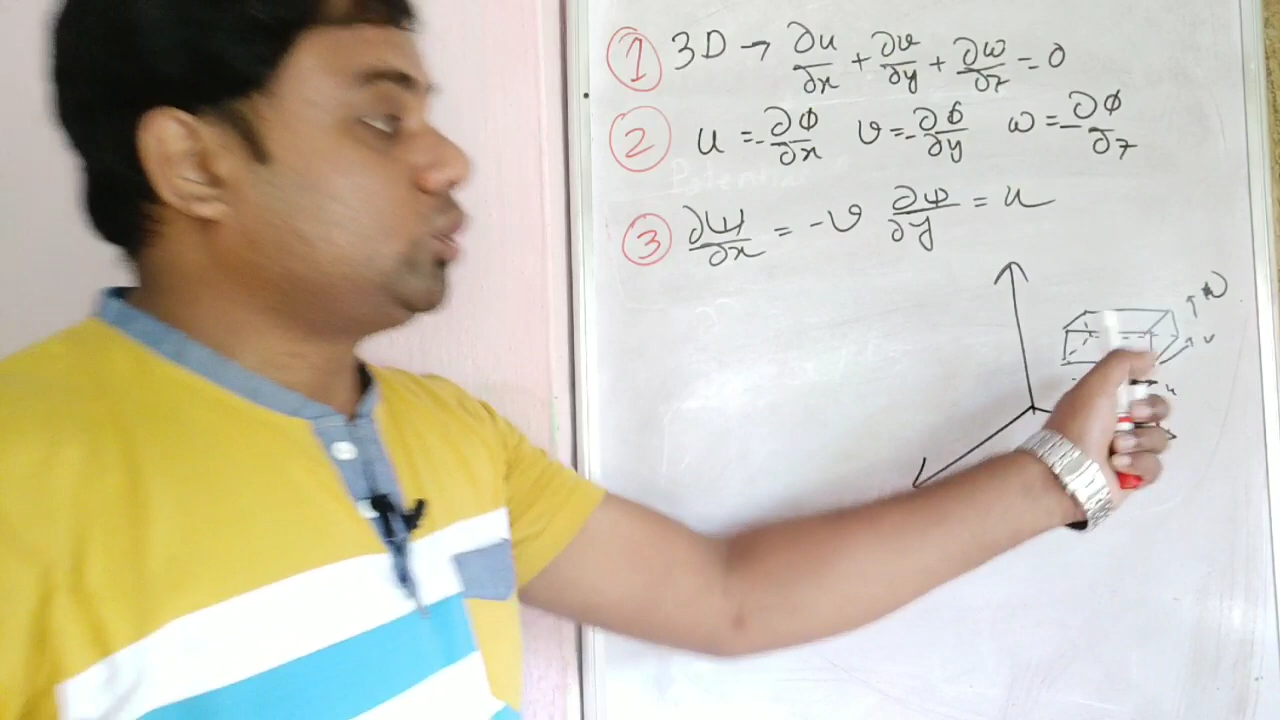 ① 3D → ∂u/∂x + ∂v/∂y + ∂w/∂z = 0
② u = -∂ϕ/∂x v = -∂ϕ/∂y w = -∂ϕ/∂z
Potential
③ ∂ψ/∂x = -v ∂ψ/∂y = u
w
v
u